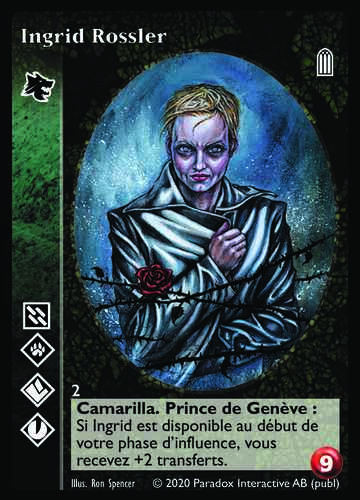 Ingrid Rossler
2
Camarilla. Prince de Genève :
Si Ingrid est disponible au début de
votre phase d'influence, vous
recevez +2 transferts.
9
Illus. Ron Spencer © 2020 Paradox Interactive AB (publ)